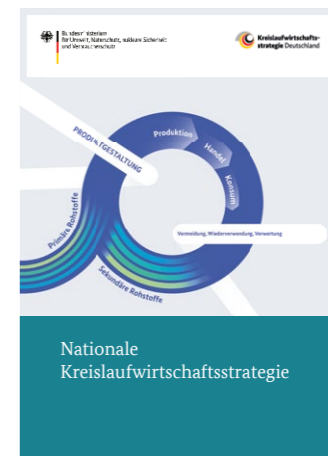 Bundesministerium
für Umwelt, Naturschutz, nukleare Sicherheit
und Verbraucherschutz
Kreislaufwirtschafts-
strategie Deutschland
PRODUKTGESTALTUNG
Produktion
Handel
Konsum
Vermeidung, Wiederverwendung, Verwertung
Primäre Rohstoffe
Sekundäre Rohstoffe
Nationale
Kreislaufwirtschaftsstrategie